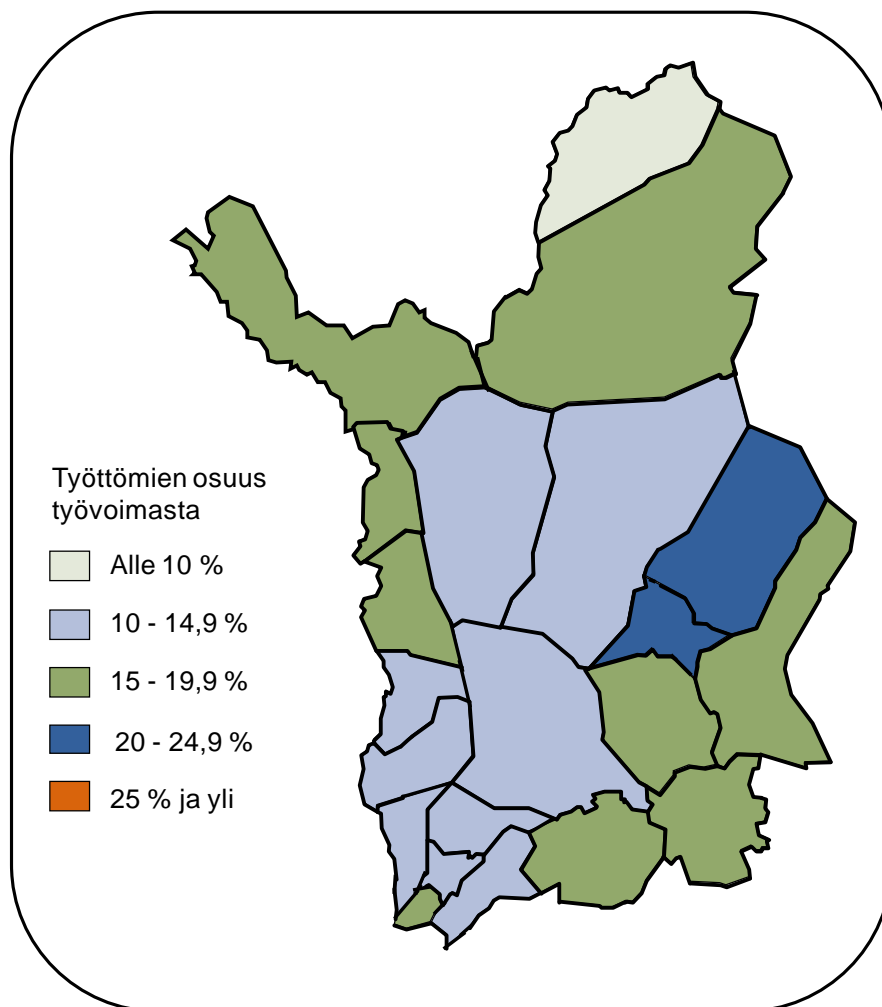 Työttömien osuus
työvoimasta
Alle 10 %
10 - 14,9 %
15 - 19,9 %
20 - 24,9 %
25 % ja yli